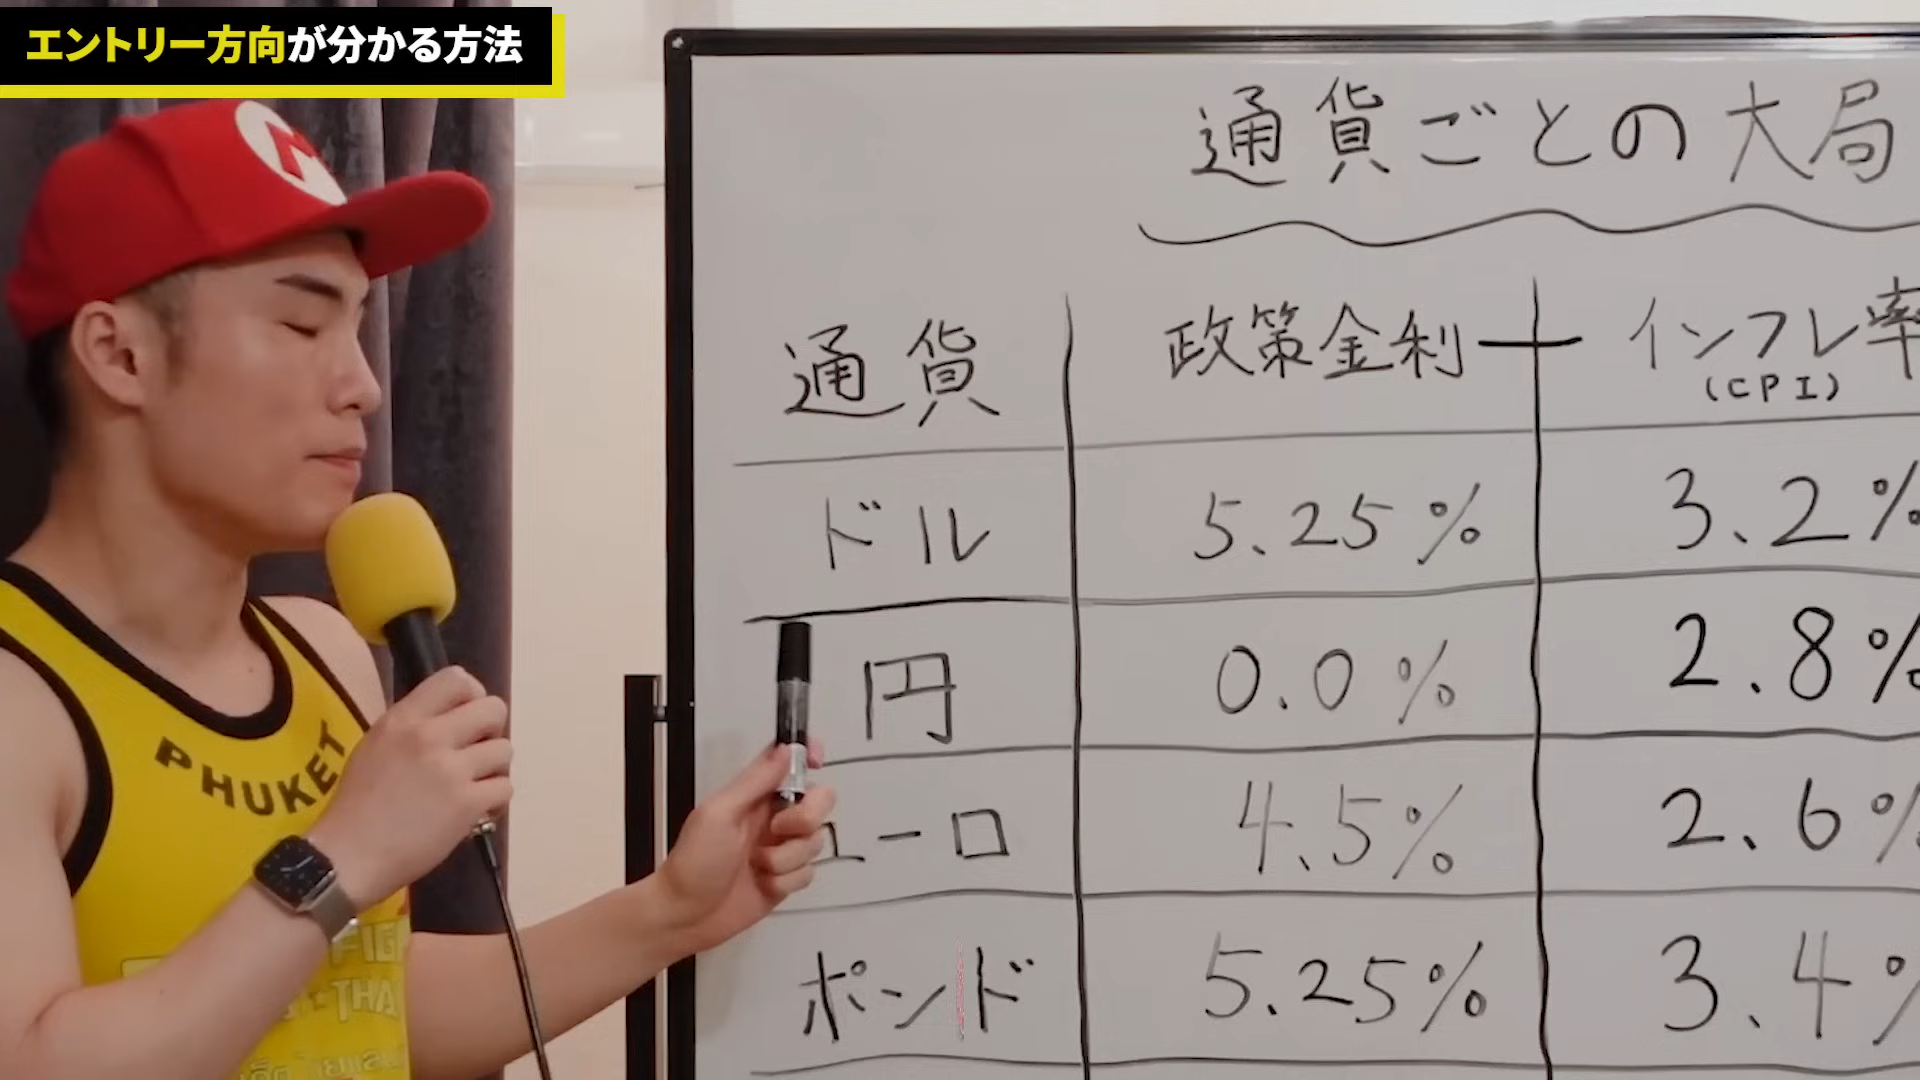 エントリー方向が分かる方法
通貨ごとの大局
通貨 政策金利 インフレ率
(CPI)
ドル 5.25% 3.2%
円 0.0% 2.8%
ユーロ 4.5% 2.6%
ポンド 5.25% 3.4%
M
PHUKET